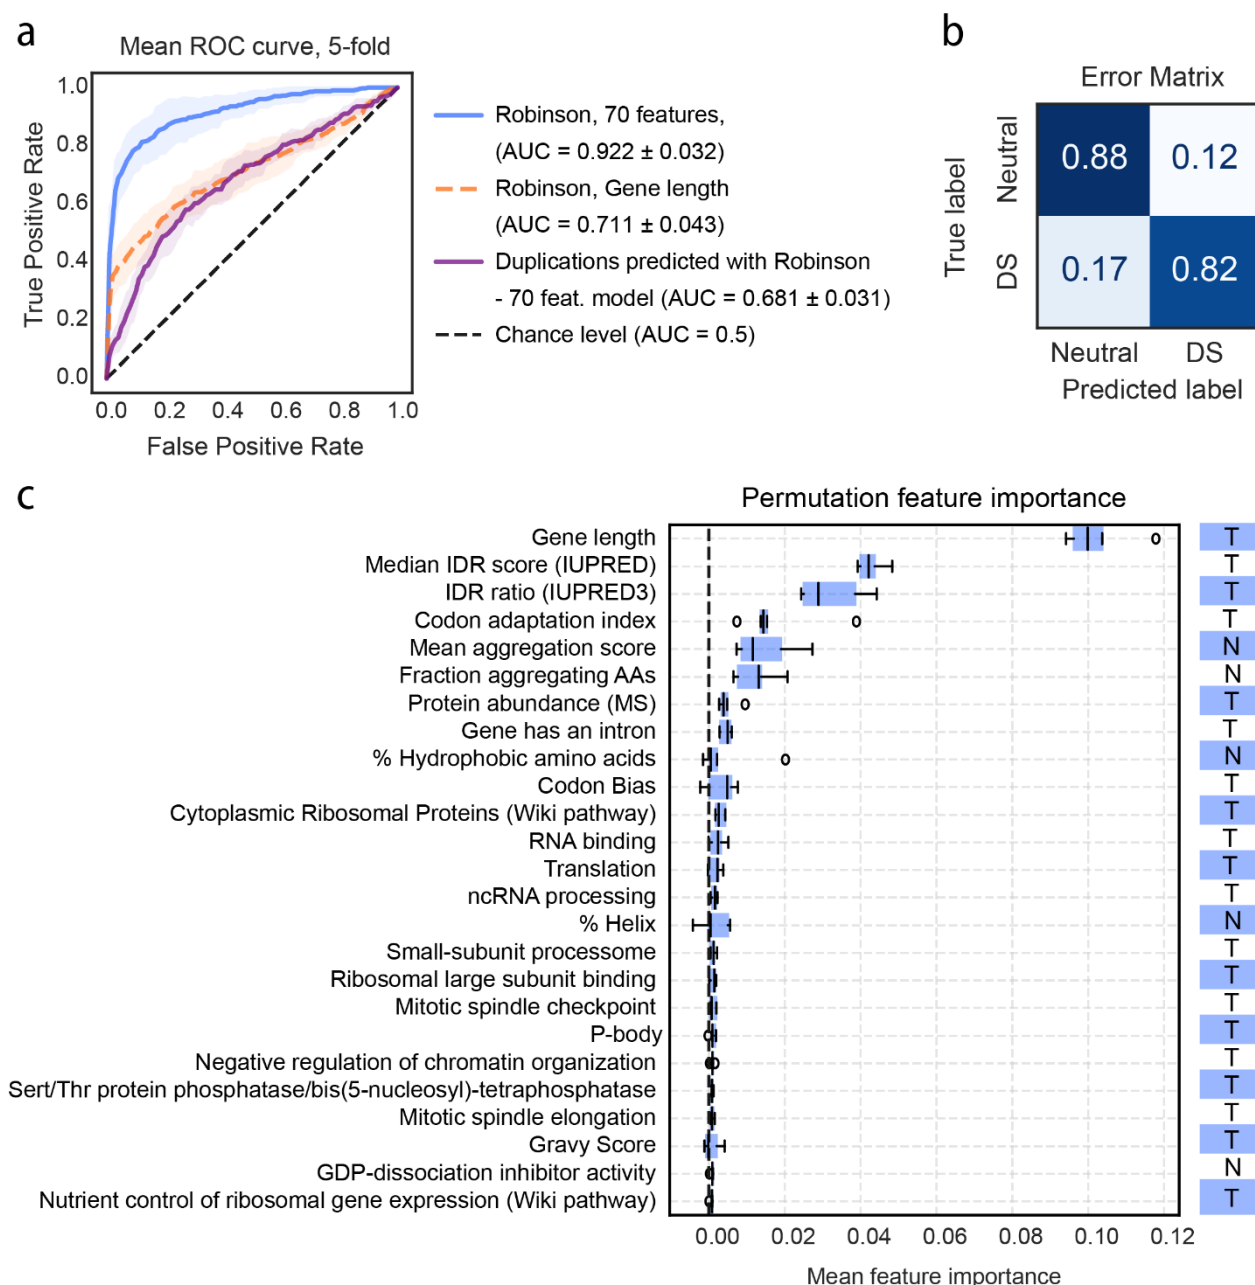 a
Mean ROC curve, 5-fold
True Positive Rate
1.0
0.8
0.6
0.4
0.2
0.0
0.0 0.2 0.4 0.6 0.8 1.0
False Positive Rate
Robinson, 70 features,
(AUC = 0.922 ± 0.032)
Robinson, Gene length
(AUC = 0.711 ± 0.043)
Duplications predicted with Robinson
- 70 feat. model (AUC = 0.681 ± 0.031)
Chance level (AUC = 0.5)
b
Error Matrix
True label
Neutral
DS
0.88 0.12
0.17 0.82
Neutral DS
Predicted label
c
Permutation feature importance
Gene length T
Median IDR score (IUPRED) T
IDR ratio (IUPRED3) T
Codon adaptation index T
Mean aggregation score N
Fraction aggregating AAs N
Protein abundance (MS) T
Gene has an intron T
% Hydrophobic amino acids N
Codon Bias T
Cytoplasmic Ribosomal Proteins (Wiki pathway) T
RNA binding T
Translation T
ncRNA processing T
% Helix N
Small-subunit processome T
Ribosomal large subunit binding T
Mitotic spindle checkpoint T
P-body T
Negative regulation of chromatin organization T
Sert/Thr protein phosphatase/bis(5-nucleosyl)-tetraphosphatase T
Mitotic spindle elongation T
Gravy Score T
GDP-dissociation inhibitor activity N
Nutrient control of ribosomal gene expression (Wiki pathway) T
0.00 0.02 0.04 0.06 0.08 0.10 0.12
Mean feature importance